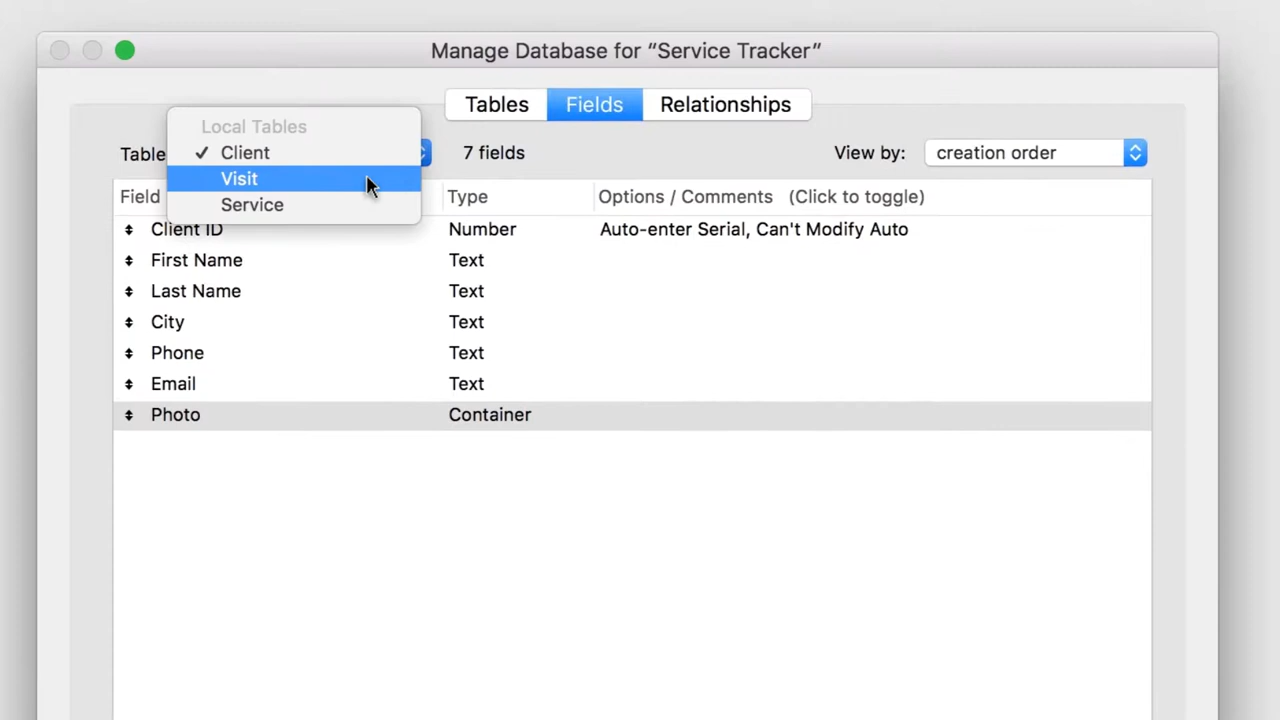 Manage Database for “Service Tracker”
Tables Fields Relationships
Local Tables
Table ✓ Client 7 fields View by: creation order
Visit
Service
Field Type Options / Comments (Click to toggle)
Client ID Number Auto-enter Serial, Can't Modify Auto
First Name Text
Last Name Text
City Text
Phone Text
Email Text
Photo Container